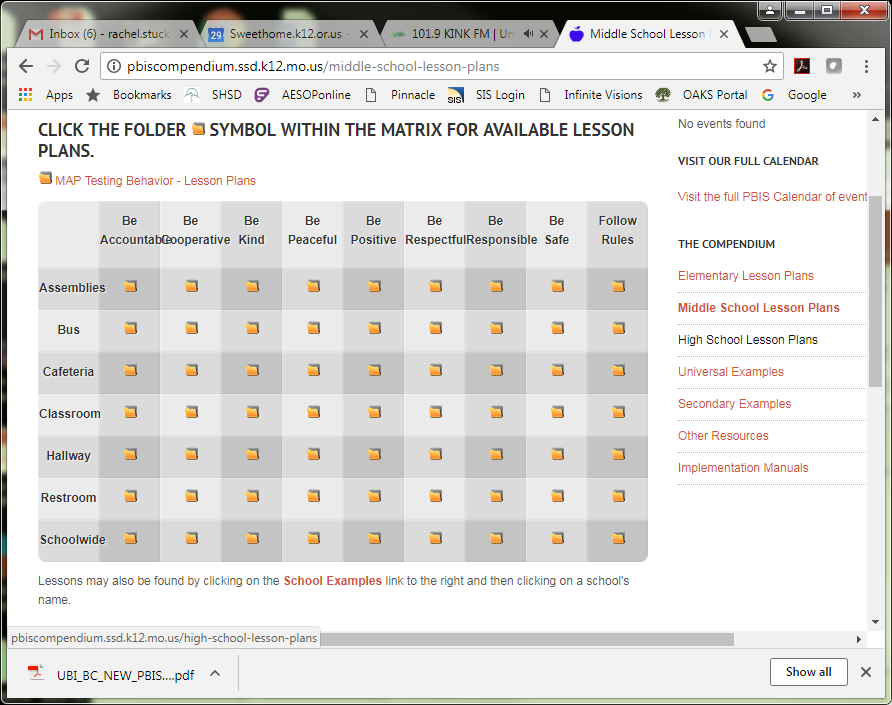 Inbox (6) - rachel.stuck
Sweethome.k12.or.us -
101.9 KINK FM | Un
Middle School Lesson
pbiscompendium.ssd.k12.mo.us/middle-school-lesson-plans
Apps Bookmarks SHSD AESOPonline Pinnacle SIS Login Infinite Visions OAKS Portal Google »
CLICK THE FOLDER SYMBOL WITHIN THE MATRIX FOR AVAILABLE LESSON
PLANS.
MAP Testing Behavior - Lesson Plans
Be Accountable
Be Cooperative
Be Kind
Be Peaceful
Be Positive
Be Respectful
Be Responsible
Be Safe
Follow Rules
Assemblies
Bus
Cafeteria
Classroom
Hallway
Restroom
Schoolwide
Lessons may also be found by clicking on the School Examples link to the right and then clicking on a school's
name.
No events found
VISIT OUR FULL CALENDAR
Visit the full PBIS Calendar of event
THE COMPENDIUM
Elementary Lesson Plans
Middle School Lesson Plans
High School Lesson Plans
Universal Examples
Secondary Examples
Other Resources
Implementation Manuals
pbiscompendium.ssd.k12.mo.us/high-school-lesson-plans
UBI_BC_NEW_PBIS....pdf
Show all